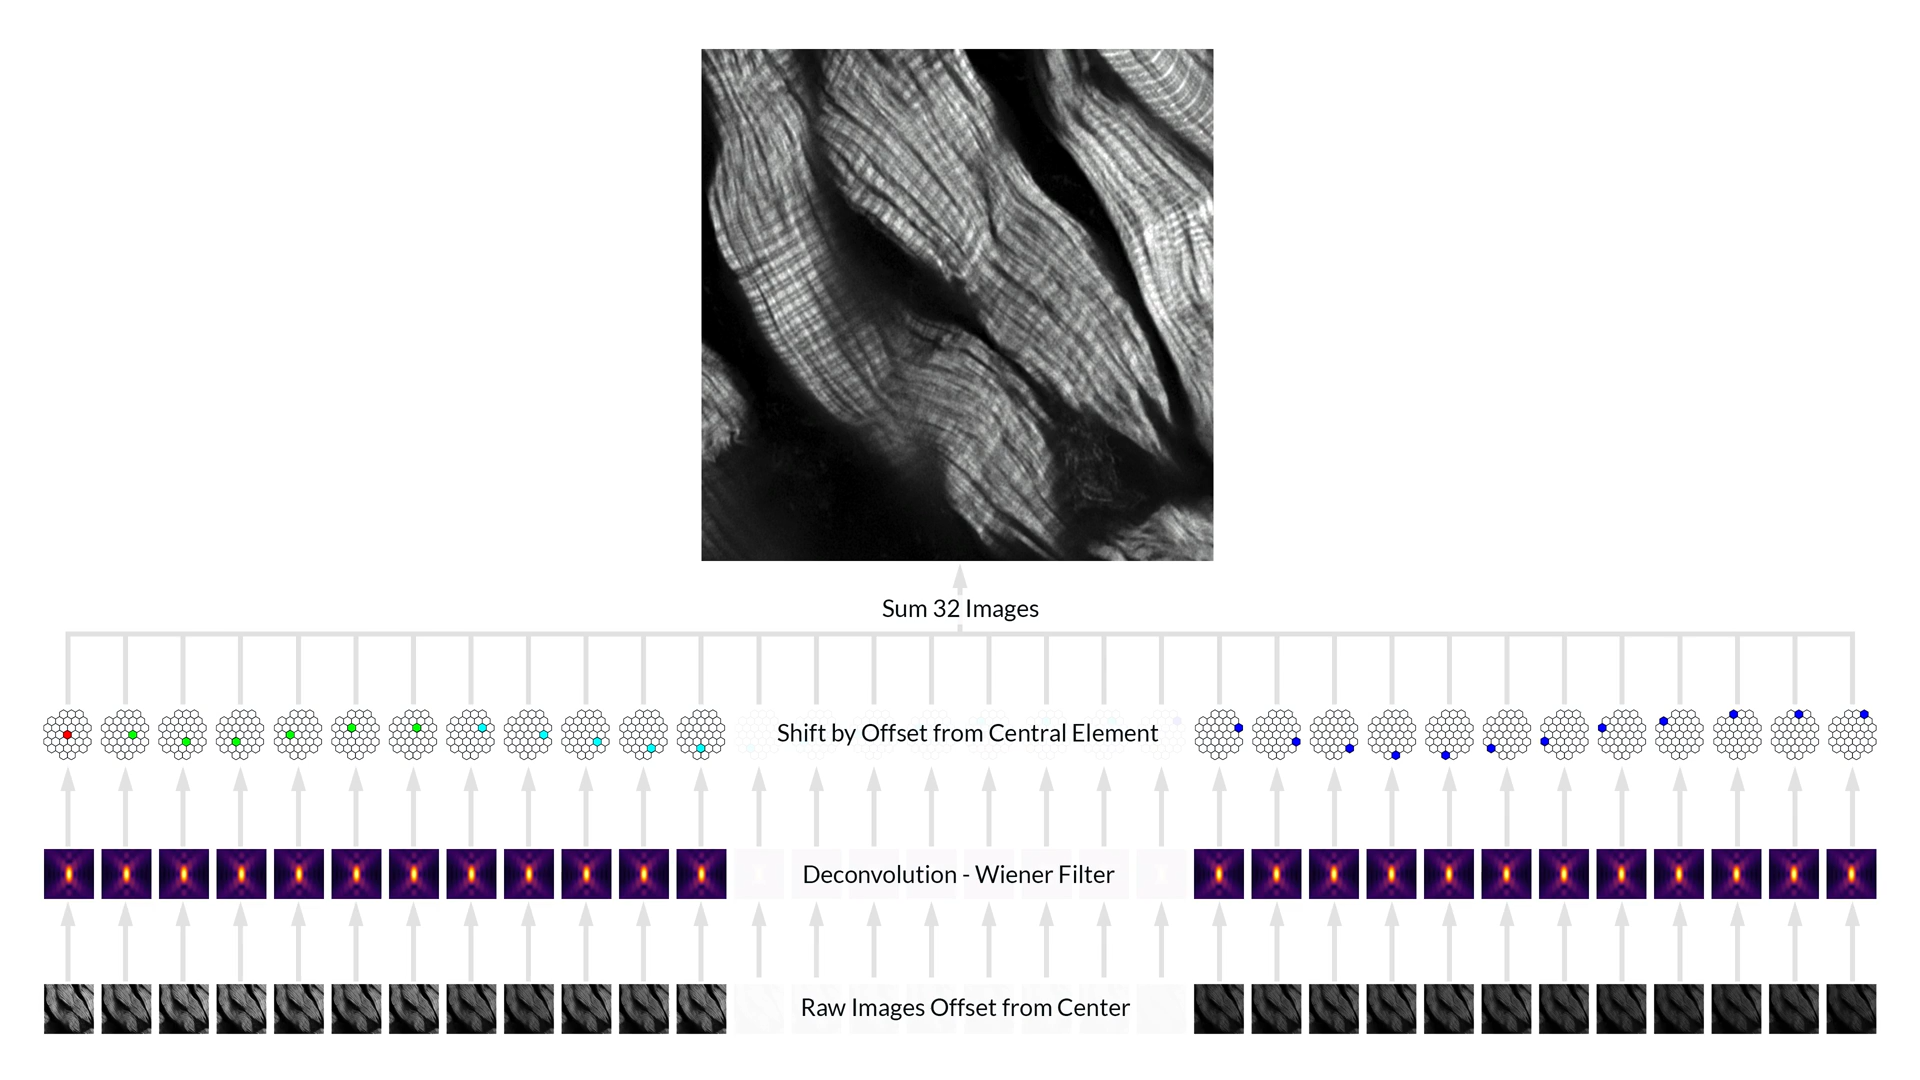 Sum 32 Images
Shift by Offset from Central Element
Deconvolution - Wiener Filter
Raw Images Offset from Center